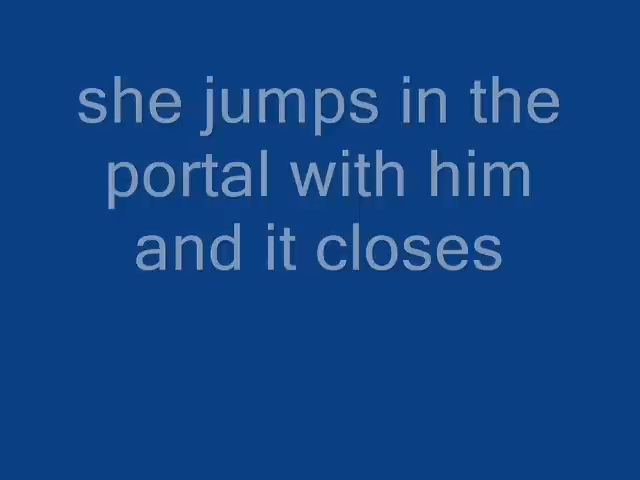 she jumps in the
portal with him
and it closes